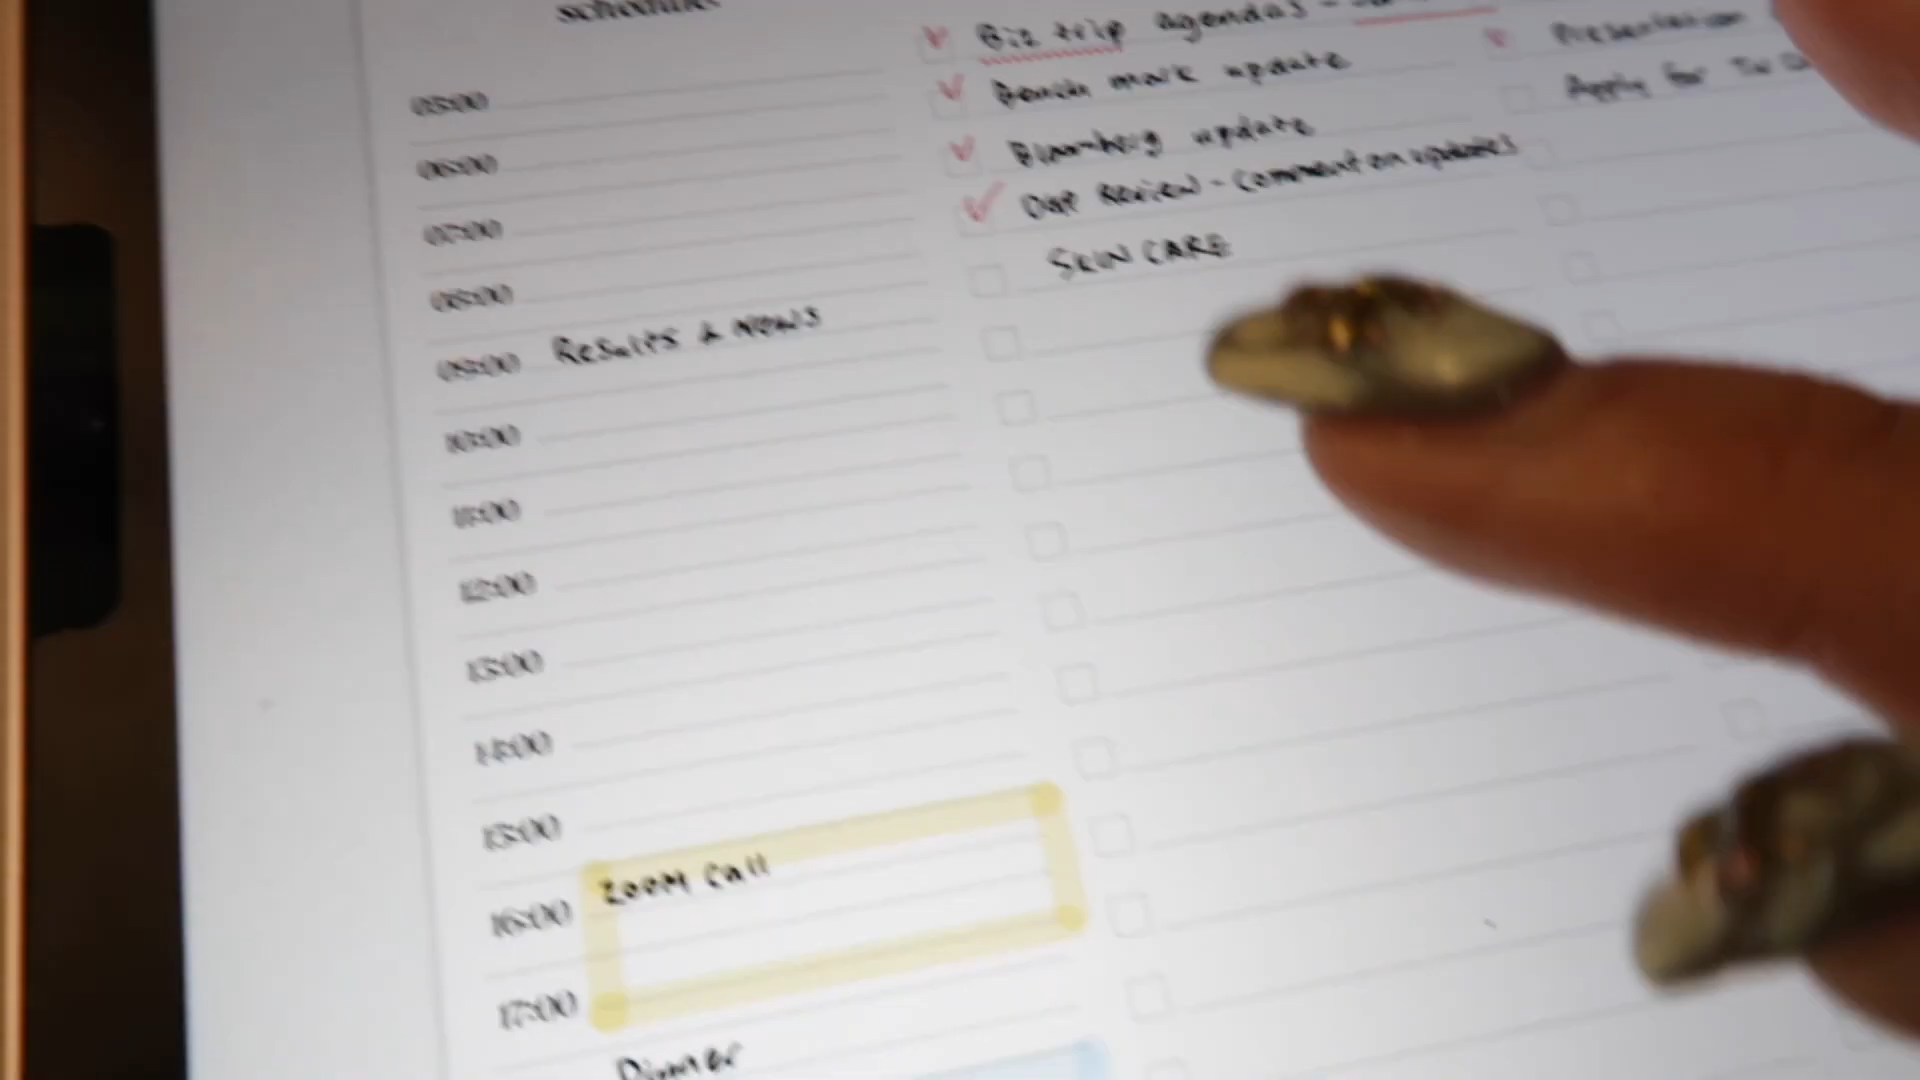 schedule
05:00
06:00
07:00
08:00
09:00 Results & News
10:00
11:00
12:00
13:00
14:00
15:00
16:00 Zoom call
17:00
Dinner
Biz trip agendas -
Bench mark update
Bloomberg update
Review - Comment on updates
SKIN CARE
Presentation
Apply for